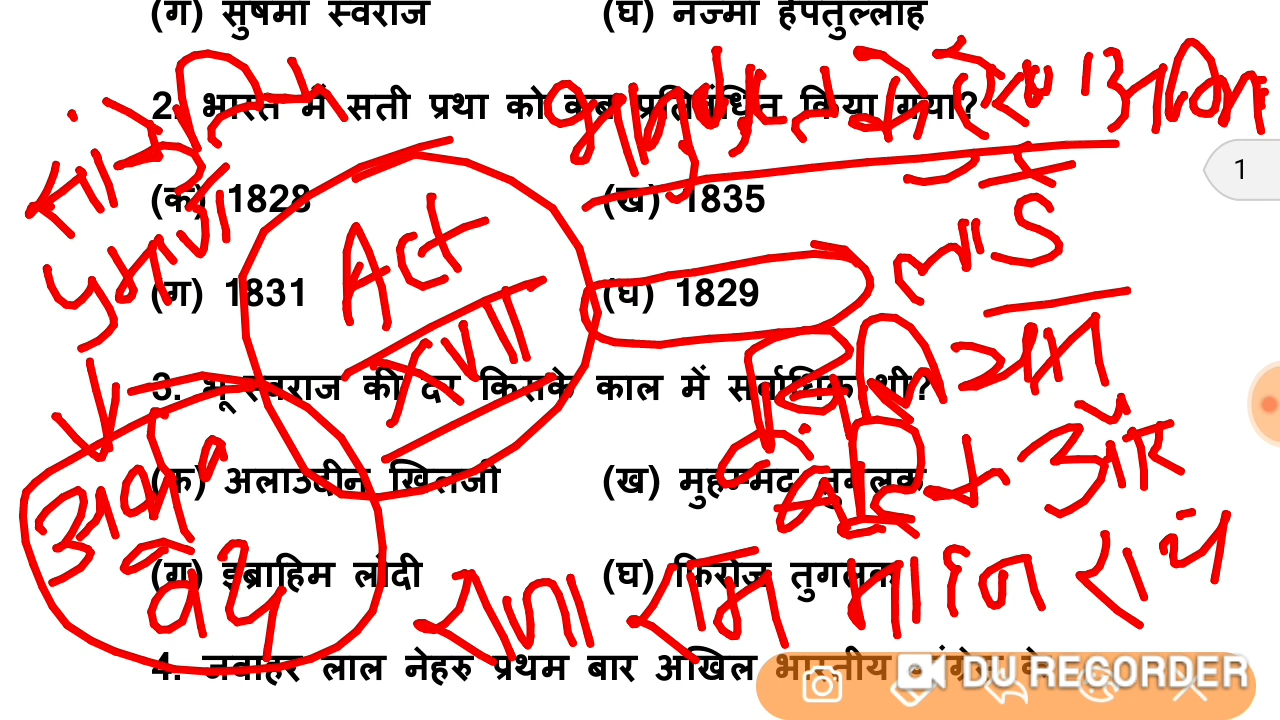 (ग) सुषमा स्वराज (घ) नज्मा हेपतुल्लाह
2. भारत में सती प्रथा को कब प्रतिबंधित किया गया?
(क) 1828 (ख) 1835
1
Act
(ग) 1831 (घ) 1829
XVII
लार्ड
विलियम
3. भू-स्वराज की दर किसके काल में सर्वाधिक थी?
(क) अलाउद्दीन खिलजी (ख) मुहम्मद तुगलक
बेंटिक और
(ग) इब्राहिम लोदी (घ) फिरोज तुगलक
राजा राम मोहन राय
4. जवाहर लाल नेहरु प्रथम बार अखिल भारतीय कांग्रेस के
DU RECORDER